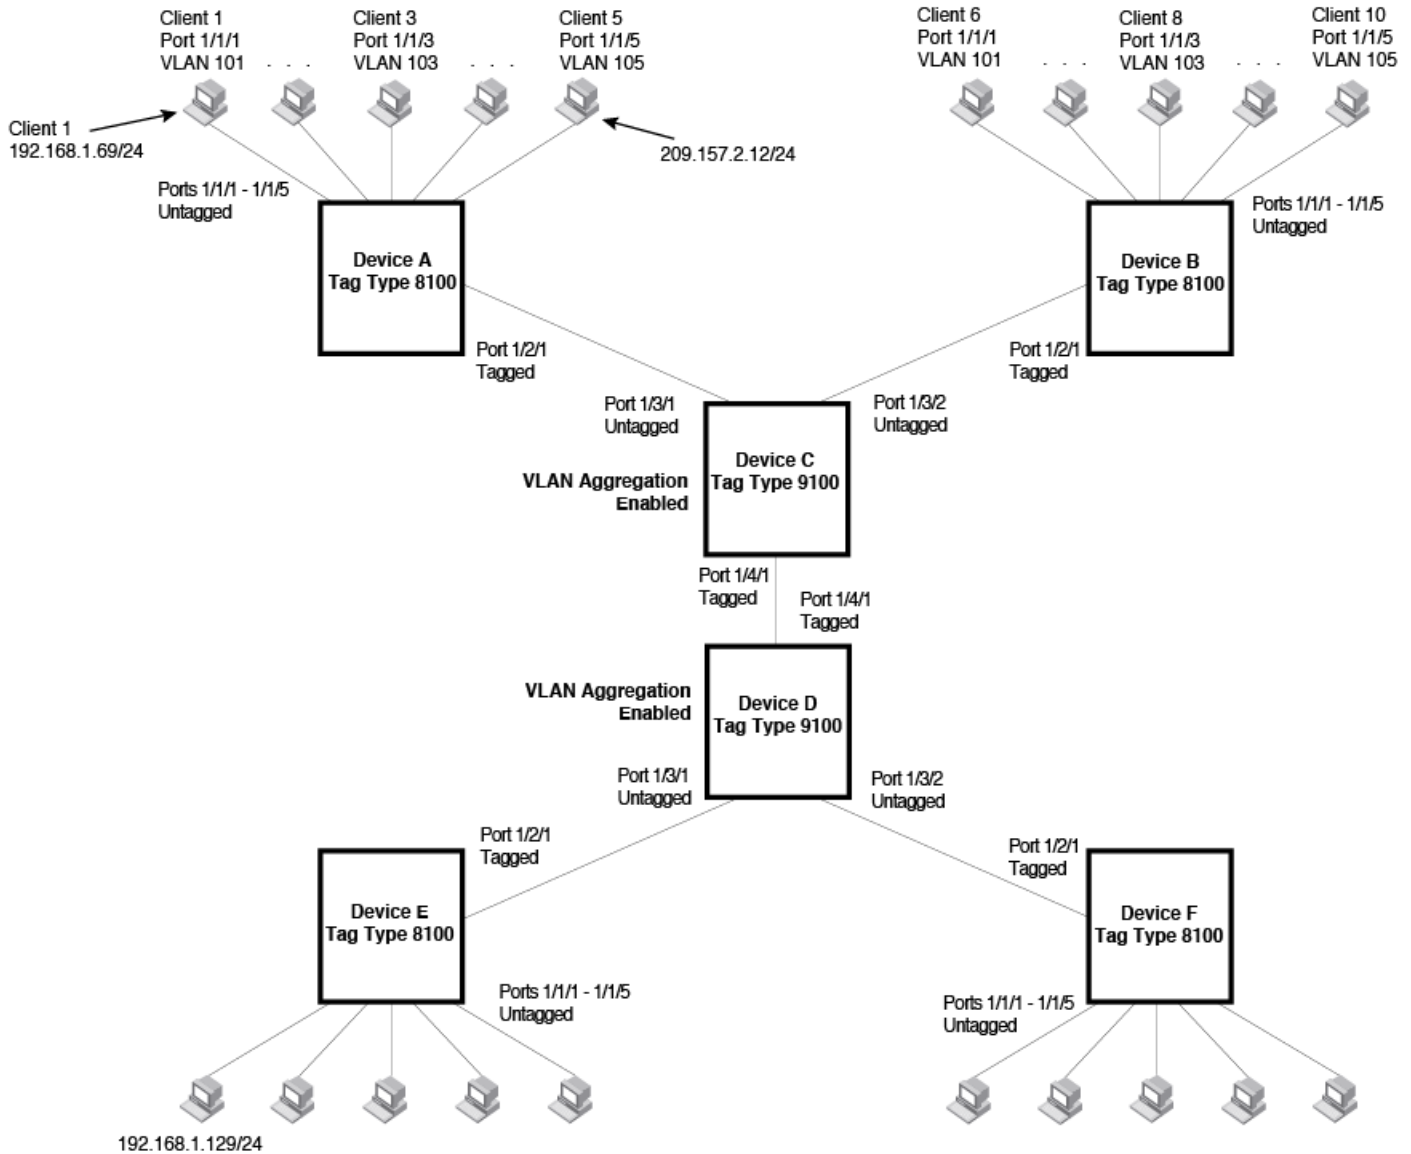 Client 1
Port 1/1/1
VLAN 101
. . .
Client 3
Port 1/1/3
VLAN 103
. . .
Client 5
Port 1/1/5
VLAN 105
Client 6
Port 1/1/1
VLAN 101
. . .
Client 8
Port 1/1/3
VLAN 103
. . .
Client 10
Port 1/1/5
VLAN 105
Client 1
192.168.1.69/24
209.157.2.12/24
Ports 1/1/1 - 1/1/5
Untagged
Ports 1/1/1 - 1/1/5
Untagged
Device A
Tag Type 8100
Device B
Tag Type 8100
Port 1/2/1
Tagged
Port 1/2/1
Tagged
Port 1/3/1
Untagged
Port 1/3/2
Untagged
Device C
Tag Type 9100
VLAN Aggregation
Enabled
Port 1/4/1
Tagged
Port 1/4/1
Tagged
VLAN Aggregation
Enabled
Device D
Tag Type 9100
Port 1/3/1
Untagged
Port 1/3/2
Untagged
Port 1/2/1
Tagged
Port 1/2/1
Tagged
Device E
Tag Type 8100
Device F
Tag Type 8100
Ports 1/1/1 - 1/1/5
Untagged
Ports 1/1/1 - 1/1/5
Untagged
192.168.1.129/24